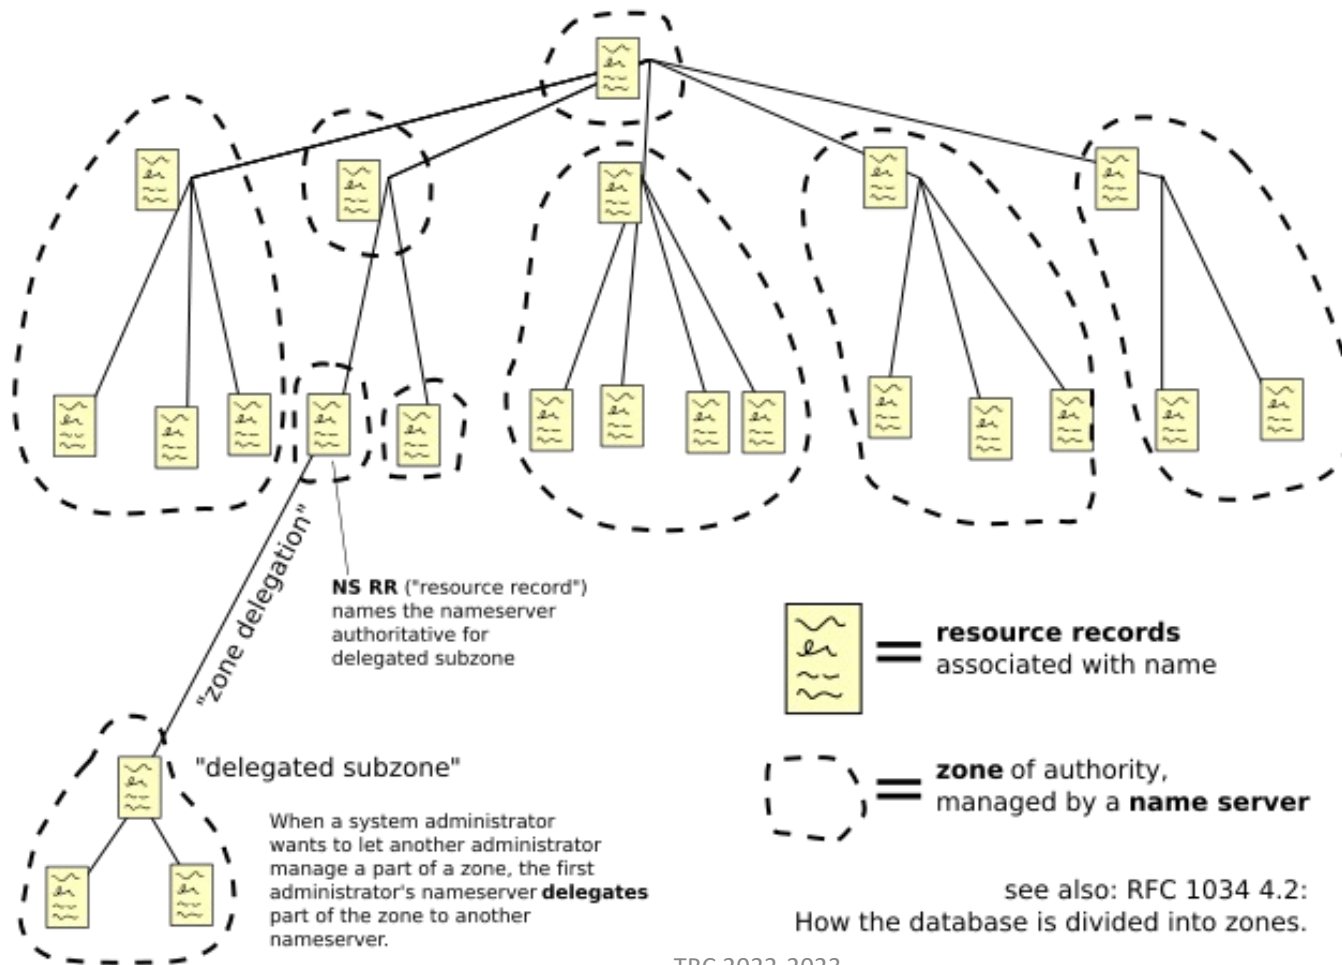 "zone delegation"
NS RR ("resource record")
names the nameserver
authoritative for
delegated subzone
resource records
associated with name
"delegated subzone"
zone of authority,
managed by a name server
When a system administrator
wants to let another administrator
manage a part of a zone, the first
administrator's nameserver delegates
part of the zone to another
nameserver.
see also: RFC 1034 4.2:
How the database is divided into zones.
TRC 2022-2023